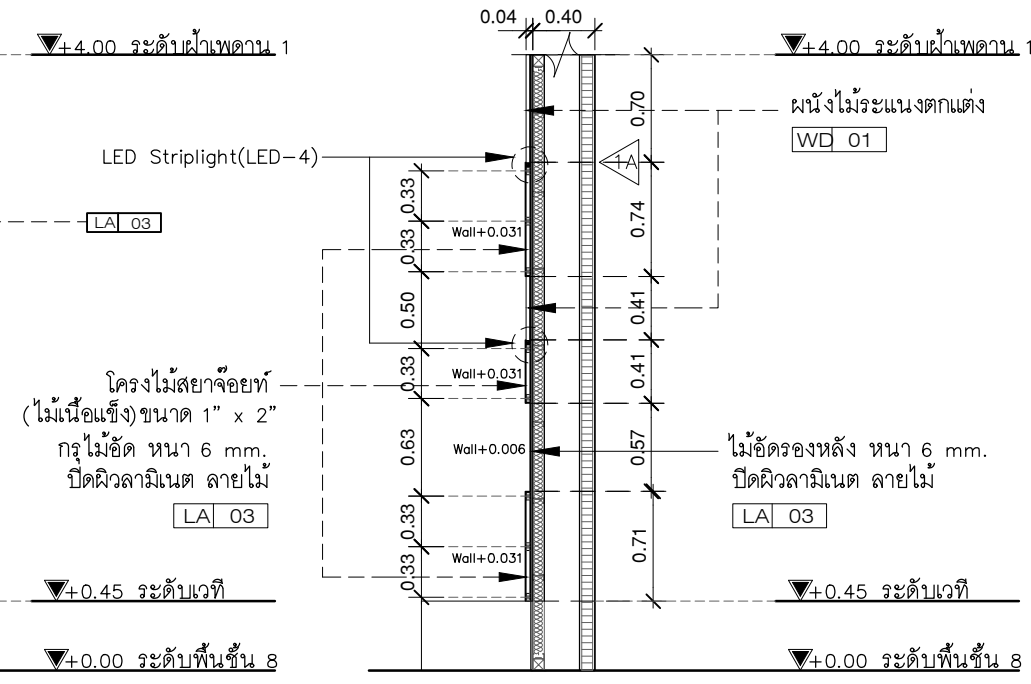 0.04 0.40
+4.00 ระดับฝ้าเพดาน 1
+4.00 ระดับฝ้าเพดาน 1
0.70
ผนังไม้ระแนงตกแต่ง
WD 01
LED Striplight(LED-4)
1A
0.33
LA 03
0.74
Wall+0.031
0.33
0.50
0.41
0.33
Wall+0.031
0.41
โครงไม้สยาจ๊อยท์
(ไม้เนื้อแข็ง)ขนาด 1" x 2"
กรุไม้อัด หนา 6 mm.
ปิดผิวลามิเนต ลายไม้
LA 03
0.63
Wall+0.006
0.57
ไม้อัดรองหลัง หนา 6 mm.
ปิดผิวลามิเนต ลายไม้
LA 03
0.33
0.71
Wall+0.031
0.33
+0.45 ระดับเวที
+0.45 ระดับเวที
+0.00 ระดับพื้นชั้น 8
+0.00 ระดับพื้นชั้น 8